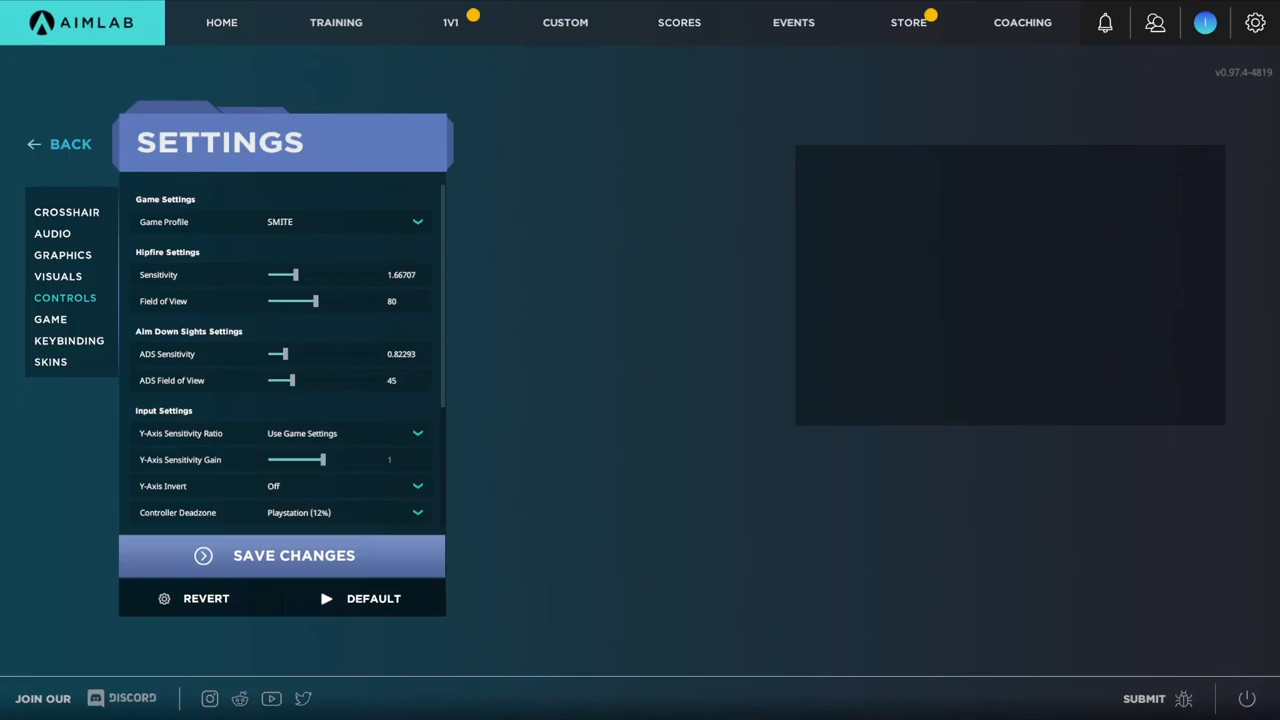 AIMLAB
HOME
TRAINING
1V1
CUSTOM
SCORES
EVENTS
STORE
COACHING
I
v0.97.4-4819
BACK
SETTINGS
CROSSHAIR
AUDIO
GRAPHICS
VISUALS
CONTROLS
GAME
KEYBINDING
SKINS
Game Settings
Game Profile SMITE
Hipfire Settings
Sensitivity 1.66707
Field of View 80
Aim Down Sights Settings
ADS Sensitivity 0.82293
ADS Field of View 45
Input Settings
Y-Axis Sensitivity Ratio Use Game Settings
Y-Axis Sensitivity Gain 1
Y-Axis Invert Off
Controller Deadzone Playstation (12%)
SAVE CHANGES
REVERT
DEFAULT
JOIN OUR DISCORD
SUBMIT